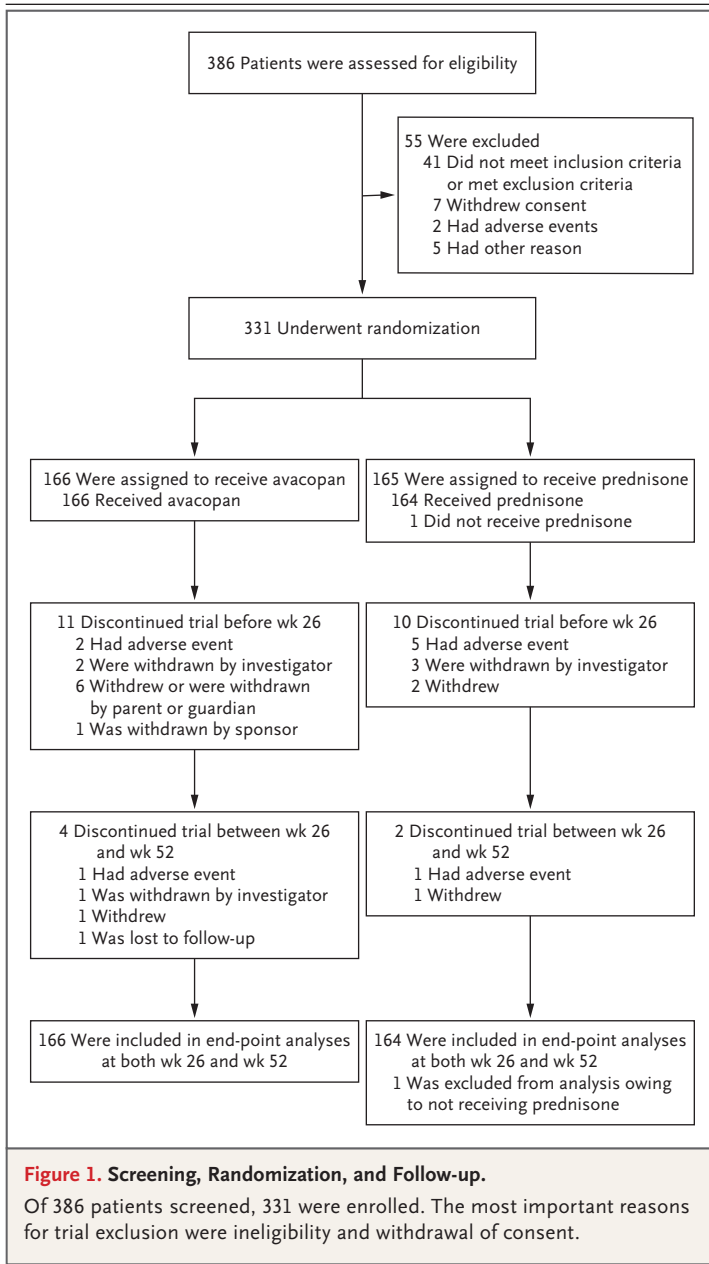 386 Patients were assessed for eligibility
55 Were excluded
41 Did not meet inclusion criteria
or met exclusion criteria
7 Withdrew consent
2 Had adverse events
5 Had other reason
331 Underwent randomization
166 Were assigned to receive avacopan
166 Received avacopan
165 Were assigned to receive prednisone
164 Received prednisone
1 Did not receive prednisone
11 Discontinued trial before wk 26
2 Had adverse event
2 Were withdrawn by investigator
6 Withdrew or were withdrawn
by parent or guardian
1 Was withdrawn by sponsor
10 Discontinued trial before wk 26
5 Had adverse event
3 Were withdrawn by investigator
2 Withdrew
4 Discontinued trial between wk 26
and wk 52
1 Had adverse event
1 Was withdrawn by investigator
1 Withdrew
1 Was lost to follow-up
2 Discontinued trial between wk 26
and wk 52
1 Had adverse event
1 Withdrew
166 Were included in end-point analyses
at both wk 26 and wk 52
164 Were included in end-point analyses
at both wk 26 and wk 52
1 Was excluded from analysis owing
to not receiving prednisone
Figure 1. Screening, Randomization, and Follow-up.
Of 386 patients screened, 331 were enrolled. The most important reasons
for trial exclusion were ineligibility and withdrawal of consent.